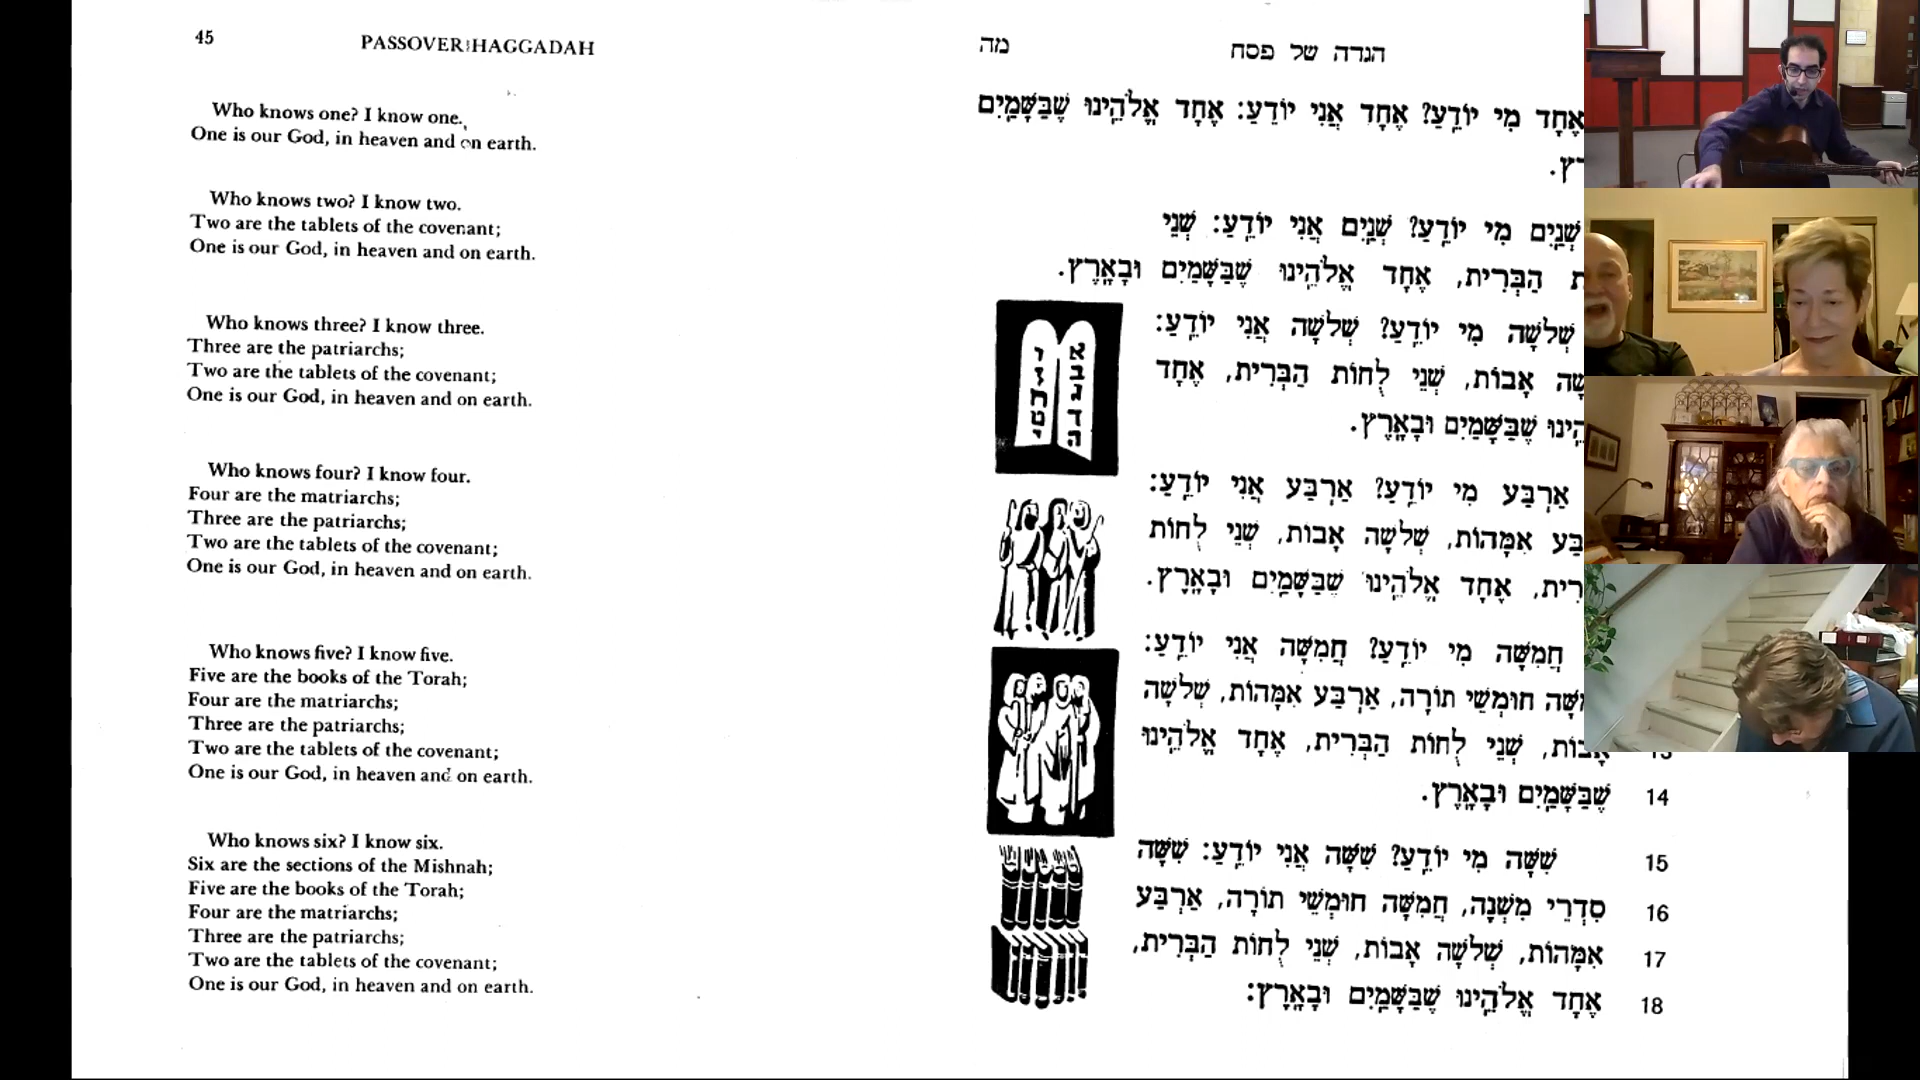 45
PASSOVER HAGGADAH
Who knows one? I know one.
One is our God, in heaven and on earth.
Who knows two? I know two.
Two are the tablets of the covenant;
One is our God, in heaven and on earth.
Who knows three? I know three.
Three are the patriarchs;
Two are the tablets of the covenant;
One is our God, in heaven and on earth.
Who knows four? I know four.
Four are the matriarchs;
Three are the patriarchs;
Two are the tablets of the covenant;
One is our God, in heaven and on earth.
Who knows five? I know five.
Five are the books of the Torah;
Four are the matriarchs;
Three are the patriarchs;
Two are the tablets of the covenant;
One is our God, in heaven and on earth.
Who knows six? I know six.
Six are the sections of the Mishnah;
Five are the books of the Torah;
Four are the matriarchs;
Three are the patriarchs;
Two are the tablets of the covenant;
One is our God, in heaven and on earth.
הגדה של פסח
מה
אֶחָד מִי יוֹדֵעַ? אֶחָד אֲנִי יוֹדֵעַ: אֶחָד אֱלֹהֵינוּ שֶׁבַּשָּׁמַיִם
שְׁנַיִם מִי יוֹדֵעַ? שְׁנַיִם אֲנִי יוֹדֵעַ: שְׁנֵי
הַבְּרִית, אֶחָד אֱלֹהֵינוּ שֶׁבַּשָּׁמַיִם וּבָאָרֶץ.
שְׁלשָׁה מִי יוֹדֵעַ? שְׁלשָׁה אֲנִי יוֹדֵעַ:
אָבוֹת, שְׁנֵי לֻחוֹת הַבְּרִית, אֶחָד
שֶׁבַּשָּׁמַיִם וּבָאָרֶץ.
אַרְבַּע מִי יוֹדֵעַ? אַרְבַּע אֲנִי יוֹדֵעַ:
אִמָּהוֹת, שְׁלשָׁה אָבוֹת, שְׁנֵי לֻחוֹת
אֶחָד אֱלֹהֵינוּ שֶׁבַּשָּׁמַיִם וּבָאָרֶץ.
חֲמִשָּׁה מִי יוֹדֵעַ? חֲמִשָּׁה אֲנִי יוֹדֵעַ:
חוּמְשֵׁי תוֹרָה, אַרְבַּע אִמָּהוֹת, שְׁלשָׁה
אָבוֹת, שְׁנֵי לֻחוֹת הַבְּרִית, אֶחָד אֱלֹהֵינוּ
14 שֶׁבַּשָּׁמַיִם וּבָאָרֶץ.
15 שִׁשָּׁה מִי יוֹדֵעַ? שִׁשָּׁה אֲנִי יוֹדֵעַ: שִׁשָּׁה
16 סִדְרֵי מִשְׁנָה, חֲמִשָּׁה חוּמְשֵׁי תוֹרָה, אַרְבַּע
17 אִמָּהוֹת, שְׁלשָׁה אָבוֹת, שְׁנֵי לֻחוֹת הַבְּרִית,
18 אֶחָד אֱלֹהֵינוּ שֶׁבַּשָּׁמַיִם וּבָאָרֶץ: